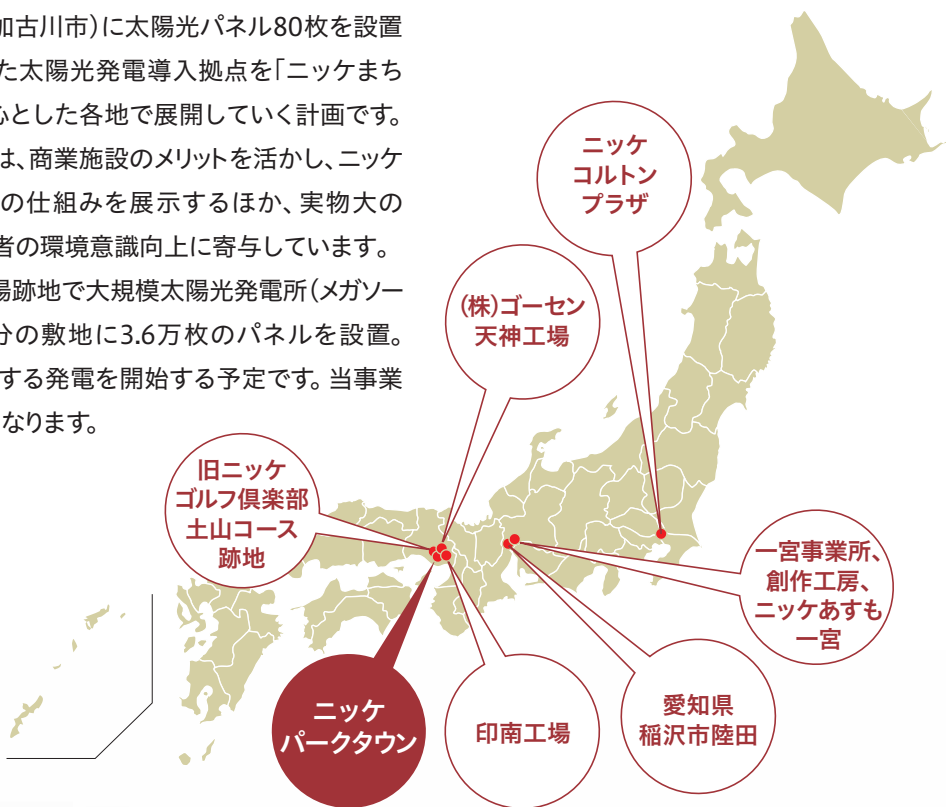 加古川市)に太陽光パネル80枚を設置
た太陽光発電導入拠点を「ニッケまち
心とした各地で展開していく計画です。
は、商業施設のメリットを活かし、ニッケ
の仕組みを展示するほか、実物大の
者の環境意識向上に寄与しています。
場跡地で大規模太陽光発電所(メガソー
分の敷地に3.6万枚のパネルを設置。
する発電を開始する予定です。当事業
なります。
ニッケ
コルトン
プラザ
(株)ゴーセン
天神工場
旧ニッケ
ゴルフ倶楽部
土山コース
跡地
一宮事業所、
創作工房、
ニッケあすも
一宮
ニッケ
パークタウン
印南工場
愛知県
稲沢市陸田